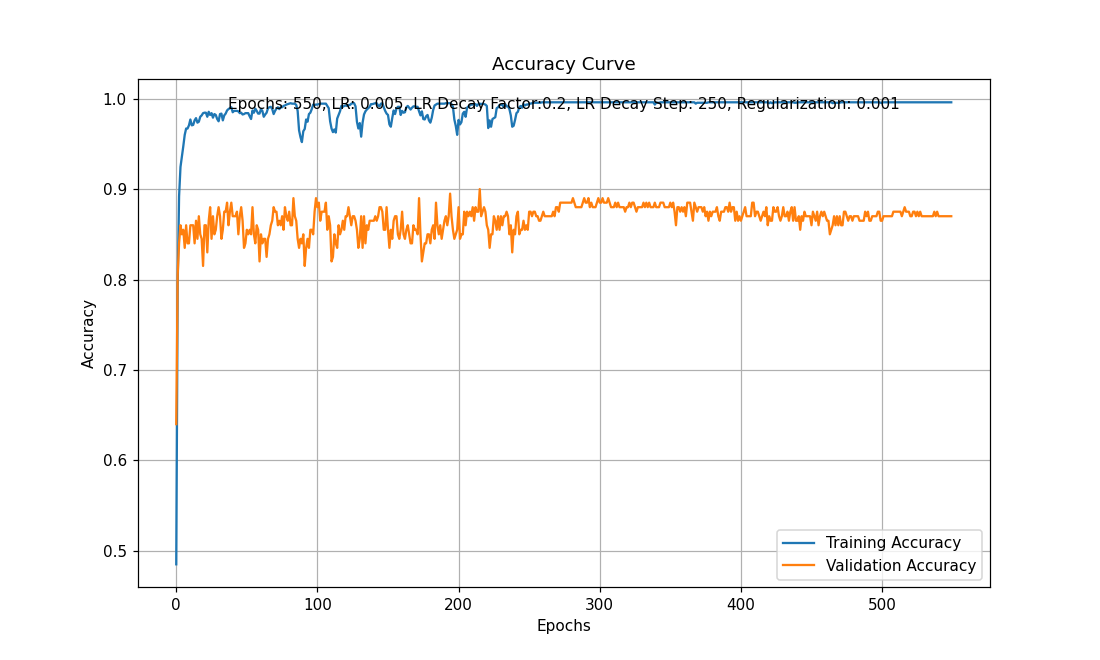 Accuracy Curve
Epochs: 550, LR: 0.005, LR Decay Factor:0.2, LR Decay Step: 250, Regularization: 0.001
1.0
0.9
0.8
0.7
0.6
0.5
Accuracy
Training Accuracy
Validation Accuracy
0 100 200 300 400 500
Epochs